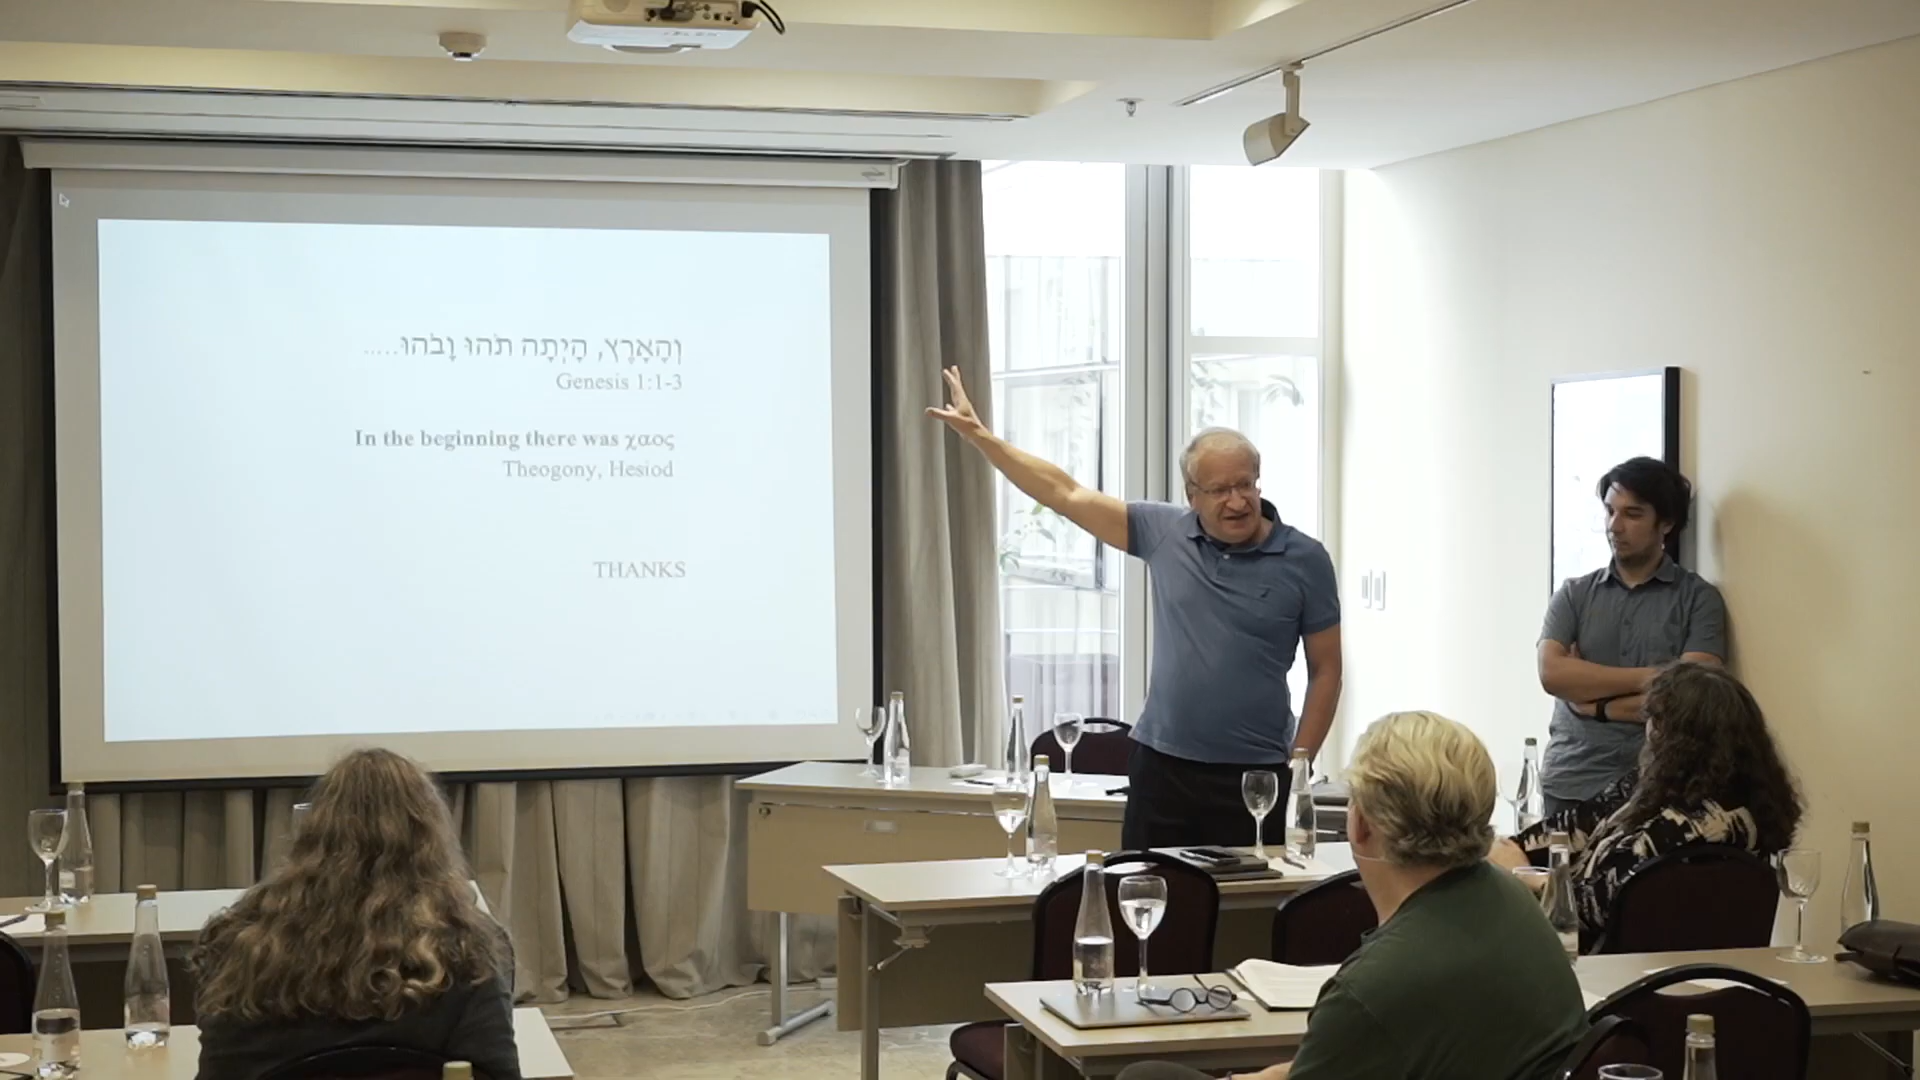 וְהָאָרֶץ, הָיְתָה תֹהוּ וָבֹהוּ.....
Genesis 1:1-3
In the beginning there was χαος
Theogony, Hesiod
THANKS